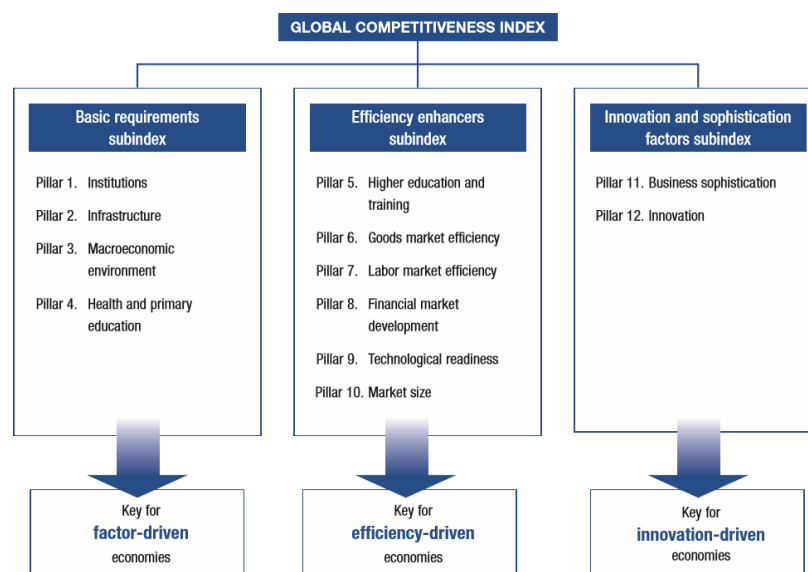 GLOBAL COMPETITIVENESS INDEX
Basic requirements
subindex
Pillar 1. Institutions
Pillar 2. Infrastructure
Pillar 3. Macroeconomic
environment
Pillar 4. Health and primary
education
Key for
factor-driven
economies
Efficiency enhancers
subindex
Pillar 5. Higher education and
training
Pillar 6. Goods market efficiency
Pillar 7. Labor market efficiency
Pillar 8. Financial market
development
Pillar 9. Technological readiness
Pillar 10. Market size
Key for
efficiency-driven
economies
Innovation and sophistication
factors subindex
Pillar 11. Business sophistication
Pillar 12. Innovation
Key for
innovation-driven
economies